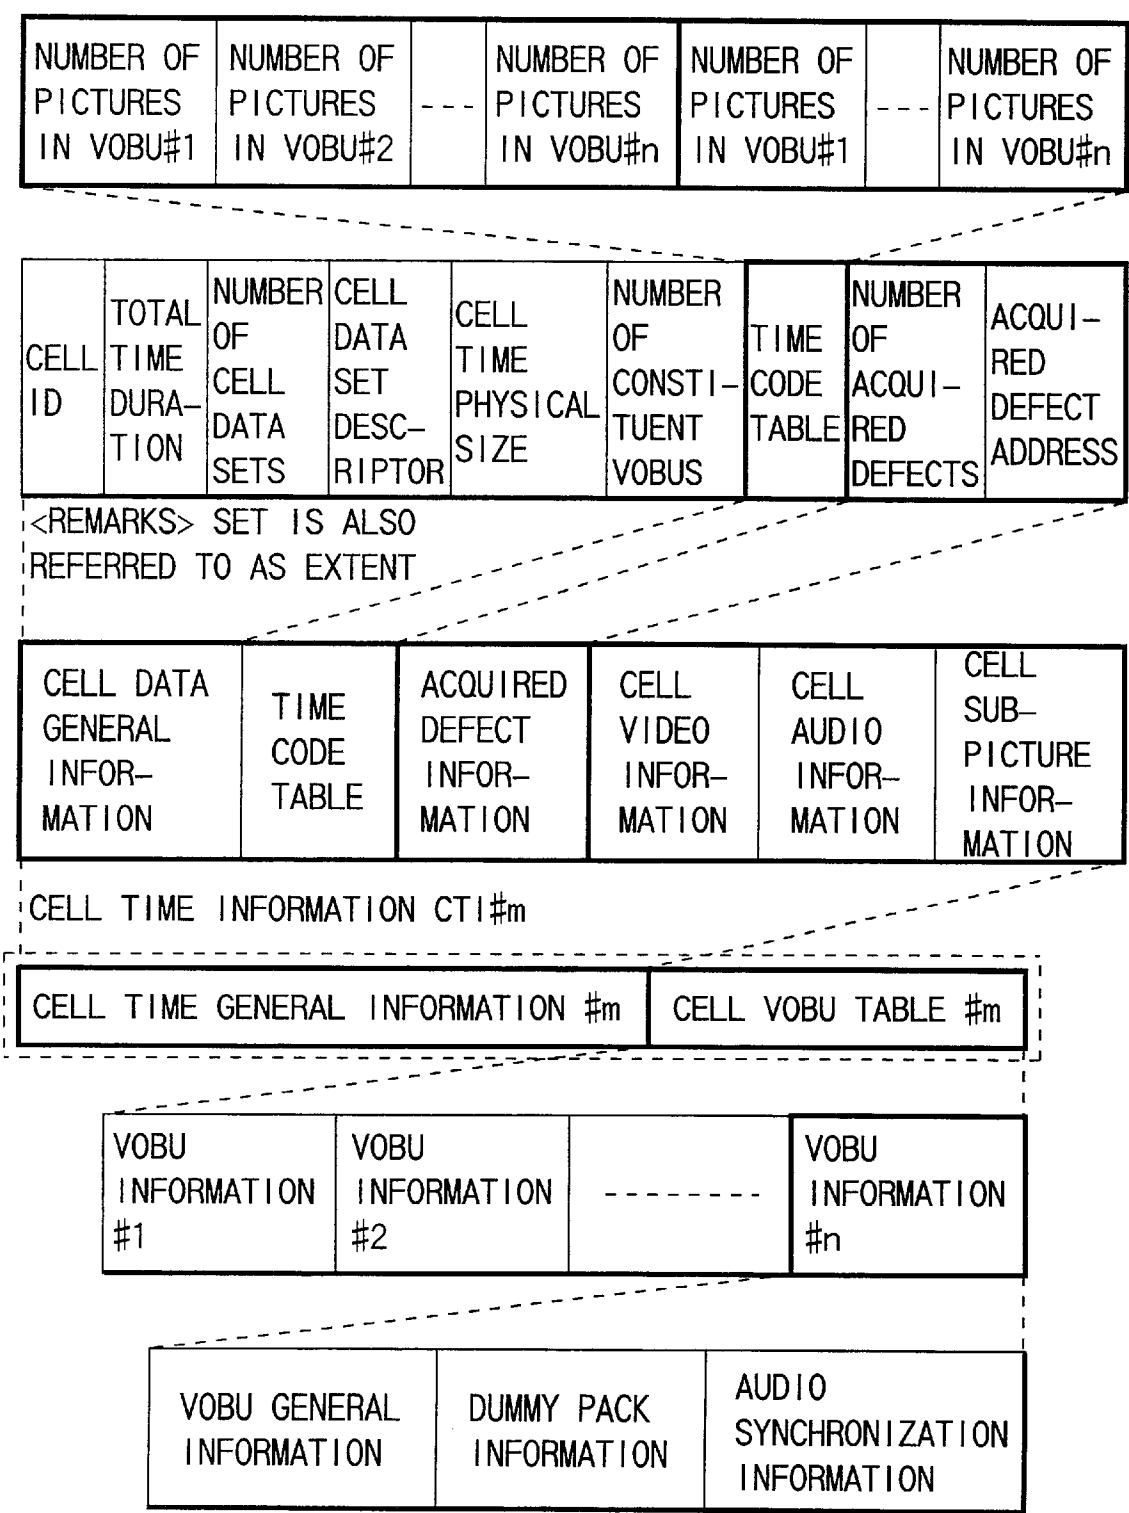 NUMBER OF
PICTURES
IN VOBU#1
NUMBER OF
PICTURES
IN VOBU#2
---
NUMBER OF
PICTURES
IN VOBU#n
NUMBER OF
PICTURES
IN VOBU#1
---
NUMBER OF
PICTURES
IN VOBU#n
CELL
ID
TOTAL
TIME
DURA-
TION
NUMBER
OF
CELL
DATA
SETS
CELL
DATA
SET
DESC-
RIPTOR
CELL
TIME
PHYSICAL
SIZE
NUMBER
OF
CONSTI-
TUENT
VOBUS
TIME
CODE
TABLE
NUMBER
OF
ACQUI-
RED
DEFECTS
ACQUI-
RED
DEFECT
ADDRESS
<REMARKS> SET IS ALSO
REFERRED TO AS EXTENT
CELL DATA
GENERAL
INFOR-
MATION
TIME
CODE
TABLE
ACQUIRED
DEFECT
INFOR-
MATION
CELL
VIDEO
INFOR-
MATION
CELL
AUDIO
INFOR-
MATION
CELL
SUB-
PICTURE
INFOR-
MATION
CELL TIME INFORMATION CTI#m
CELL TIME GENERAL INFORMATION #m
CELL VOBU TABLE #m
VOBU
INFORMATION
#1
VOBU
INFORMATION
#2
--------
VOBU
INFORMATION
#n
VOBU GENERAL
INFORMATION
DUMMY PACK
INFORMATION
AUDIO
SYNCHRONIZATION
INFORMATION